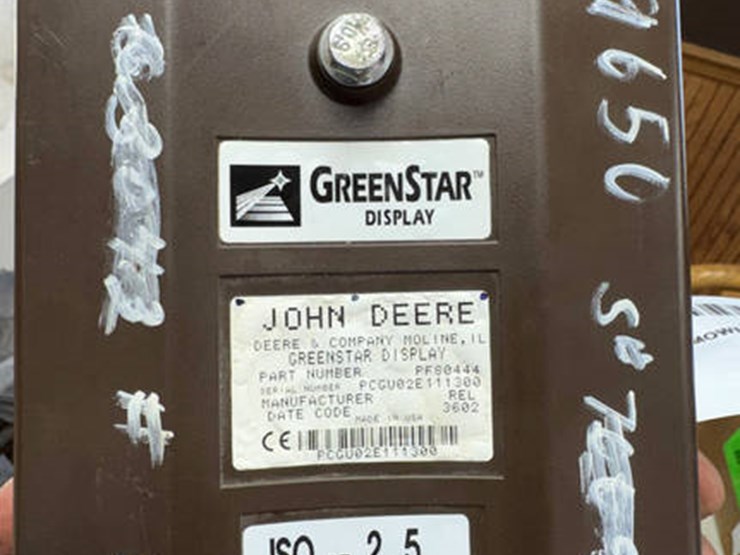 9650
GREENSTAR™
DISPLAY
JOHN DEERE
DEERE & COMPANY MOLINE, IL
GREENSTAR DISPLAY
PART NUMBER PF80444
SERIAL NUMBER PCGU02E111300
MANUFACTURER REL
DATE CODE 3602
MADE IN USA
CE
PCGU02E111300
ISO 2.5
#